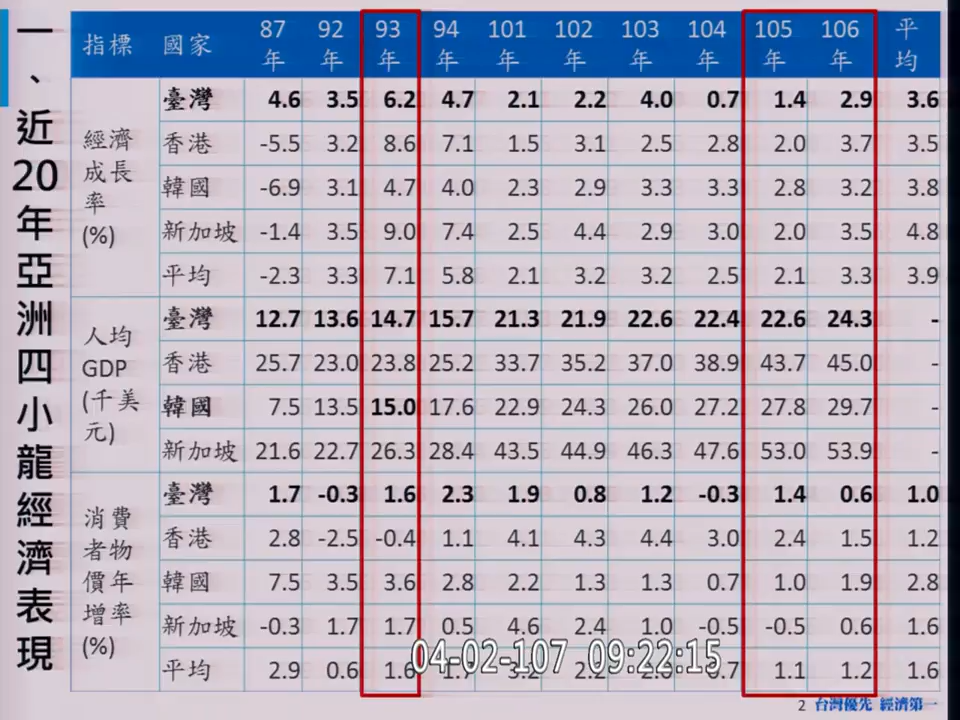 一、近20年亞洲四小龍經濟表現
指標 國家 87年 92年 93年 94年 101年 102年 103年 104年 105年 106年 平均
經濟成長率(%)
臺灣 4.6 3.5 6.2 4.7 2.1 2.2 4.0 0.7 1.4 2.9 3.6
香港 -5.5 3.2 8.6 7.1 1.5 3.1 2.5 2.8 2.0 3.7 3.5
韓國 -6.9 3.1 4.7 4.0 2.3 2.9 3.3 3.3 2.8 3.2 3.8
新加坡 -1.4 3.5 9.0 7.4 2.5 4.4 2.9 3.0 2.0 3.5 4.8
平均 -2.3 3.3 7.1 5.8 2.1 3.2 3.2 2.5 2.1 3.3 3.9
人均GDP(千美元)
臺灣 12.7 13.6 14.7 15.7 21.3 21.9 22.6 22.4 22.6 24.3 -
香港 25.7 23.0 23.8 25.2 33.7 35.2 37.0 38.9 43.7 45.0 -
韓國 7.5 13.5 15.0 17.6 22.9 24.3 26.0 27.2 27.8 29.7 -
新加坡 21.6 22.7 26.3 28.4 43.5 44.9 46.3 47.6 53.0 53.9 -
消費者物價年增率(%)
臺灣 1.7 -0.3 1.6 2.3 1.9 0.8 1.2 -0.3 1.4 0.6 1.0
香港 2.8 -2.5 -0.4 1.1 4.1 4.3 4.4 3.0 2.4 1.5 1.2
韓國 7.5 3.5 3.6 2.8 2.2 1.3 1.3 0.7 1.0 1.9 2.8
新加坡 -0.3 1.7 1.7 0.5 4.6 2.4 1.0 -0.5 -0.5 0.6 1.6
平均 2.9 0.6 1.6 1.1 1.2 1.6
04-02-107 09:22:15
2 台灣優先 經濟第一